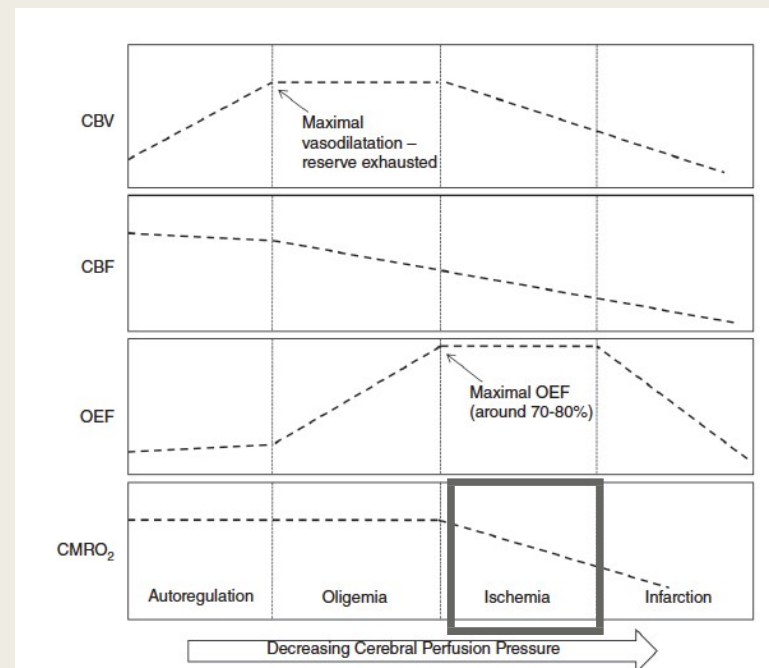 CBV
Maximal
vasodilatation –
reserve exhausted
CBF
OEF
Maximal OEF
(around 70-80%)
CMRO₂
Autoregulation
Oligemia
Ischemia
Infarction
Decreasing Cerebral Perfusion Pressure